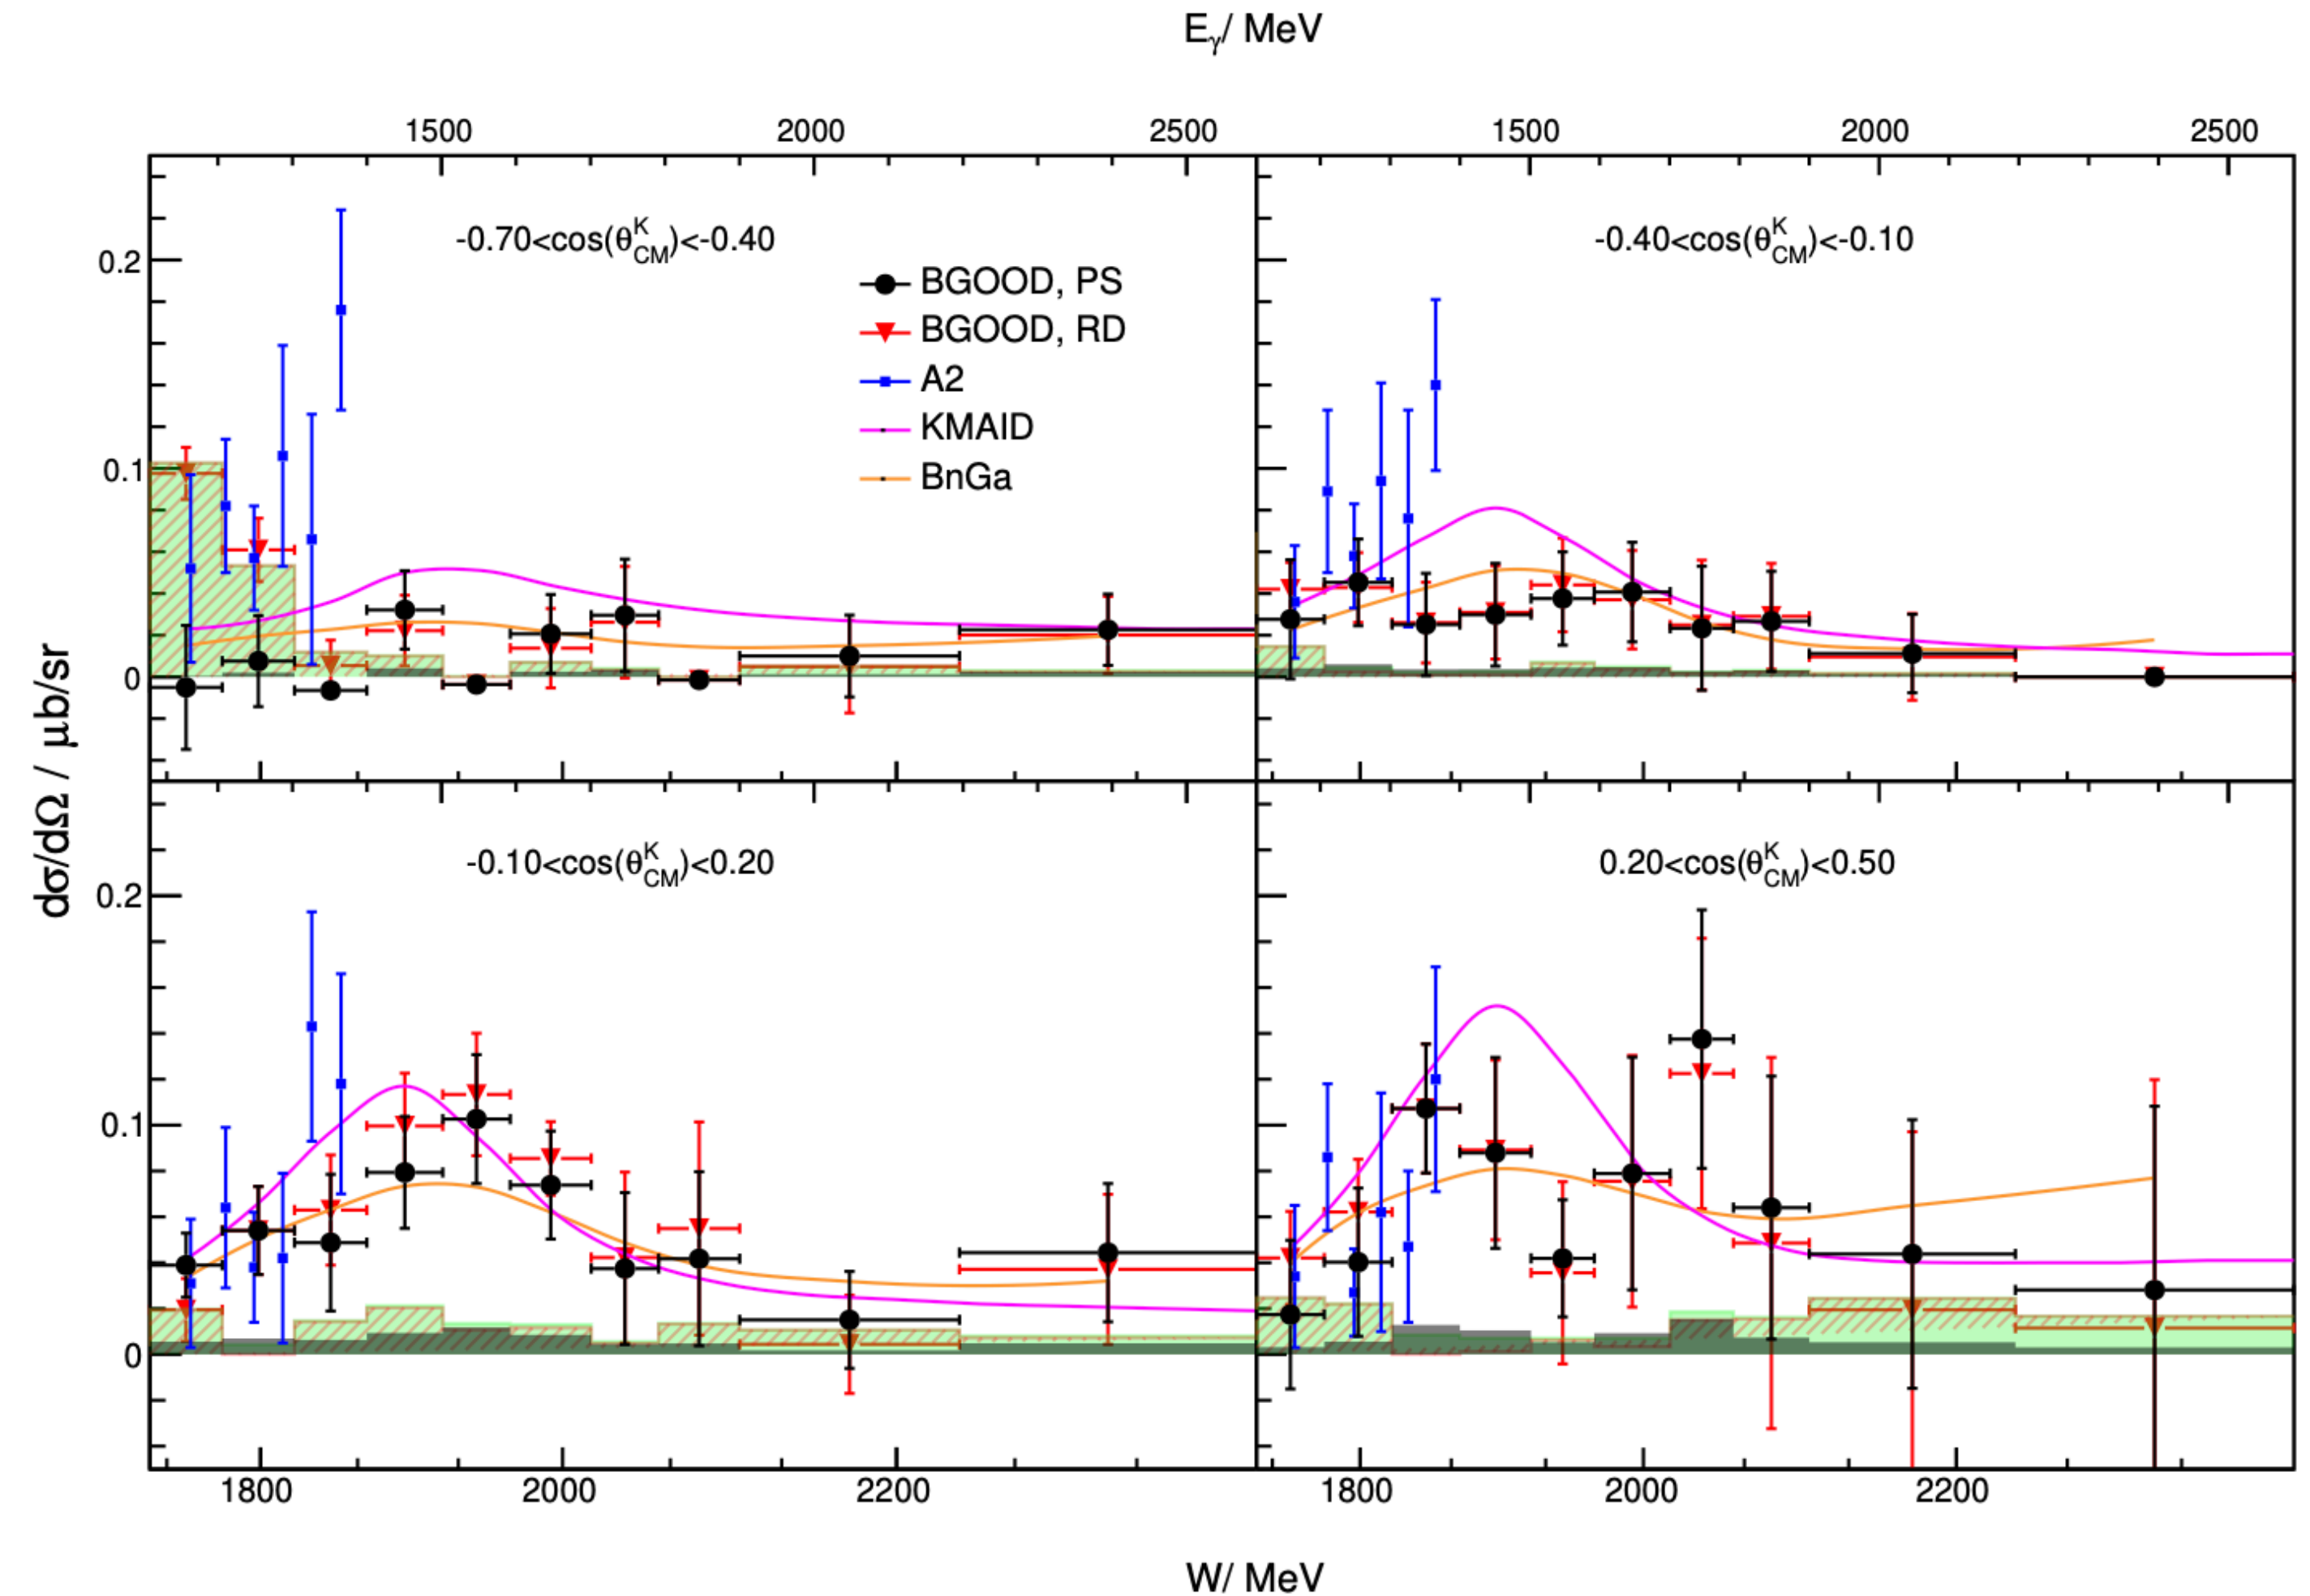 Eγ/ MeV
1500 2000 2500 1500 2000 2500
-0.70<cos(θ^K_CM)<-0.40
-0.40<cos(θ^K_CM)<-0.10
0.2
BGOOD, PS
BGOOD, RD
A2
KMAID
BnGa
0.1
0
dσ/dΩ / μb/sr
-0.10<cos(θ^K_CM)<0.20
0.20<cos(θ^K_CM)<0.50
0.2
0.1
0
1800 2000 2200 1800 2000 2200
W/ MeV